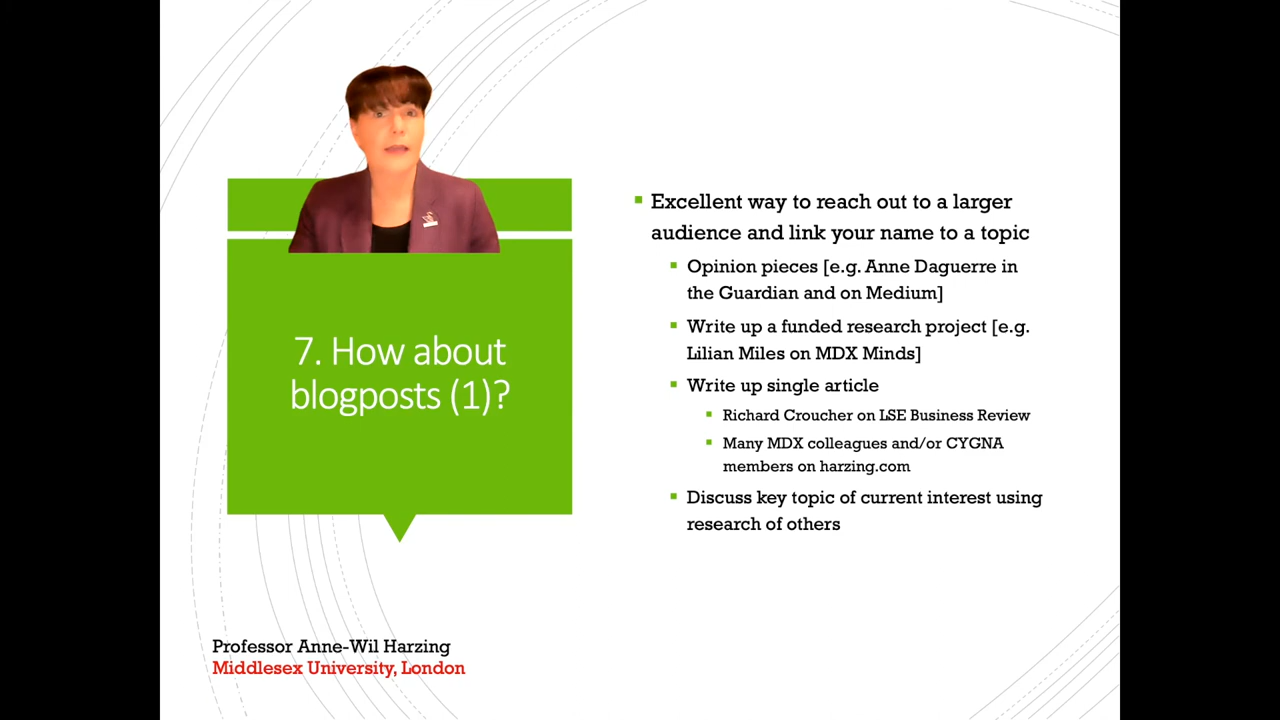 7. How about
blogposts (1)?
Excellent way to reach out to a larger
audience and link your name to a topic
Opinion pieces [e.g. Anne Daguerre in
the Guardian and on Medium]
Write up a funded research project [e.g.
Lilian Miles on MDX Minds]
Write up single article
Richard Croucher on LSE Business Review
Many MDX colleagues and/or CYGNA
members on harzing.com
Discuss key topic of current interest using
research of others
Professor Anne-Wil Harzing
Middlesex University, London